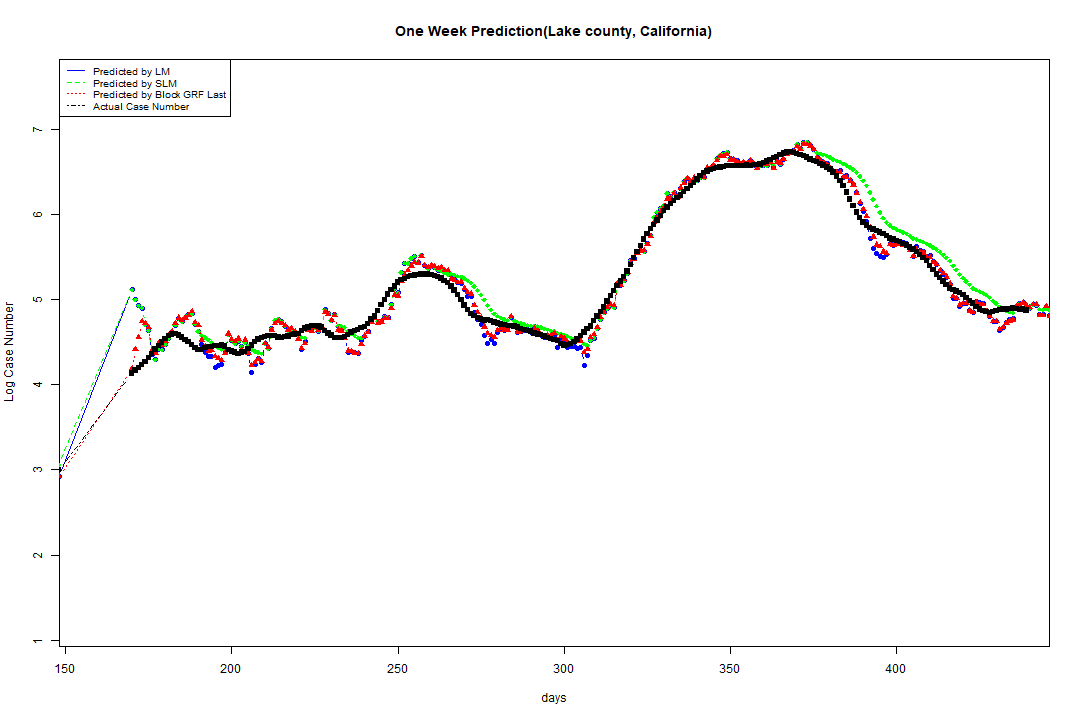 One Week Prediction(Lake county, California)
Predicted by LM
Predicted by SLM
Predicted by Block GRF Last
Actual Case Number
Log Case Number
7
6
5
4
3
2
1
150 200 250 300 350 400
days